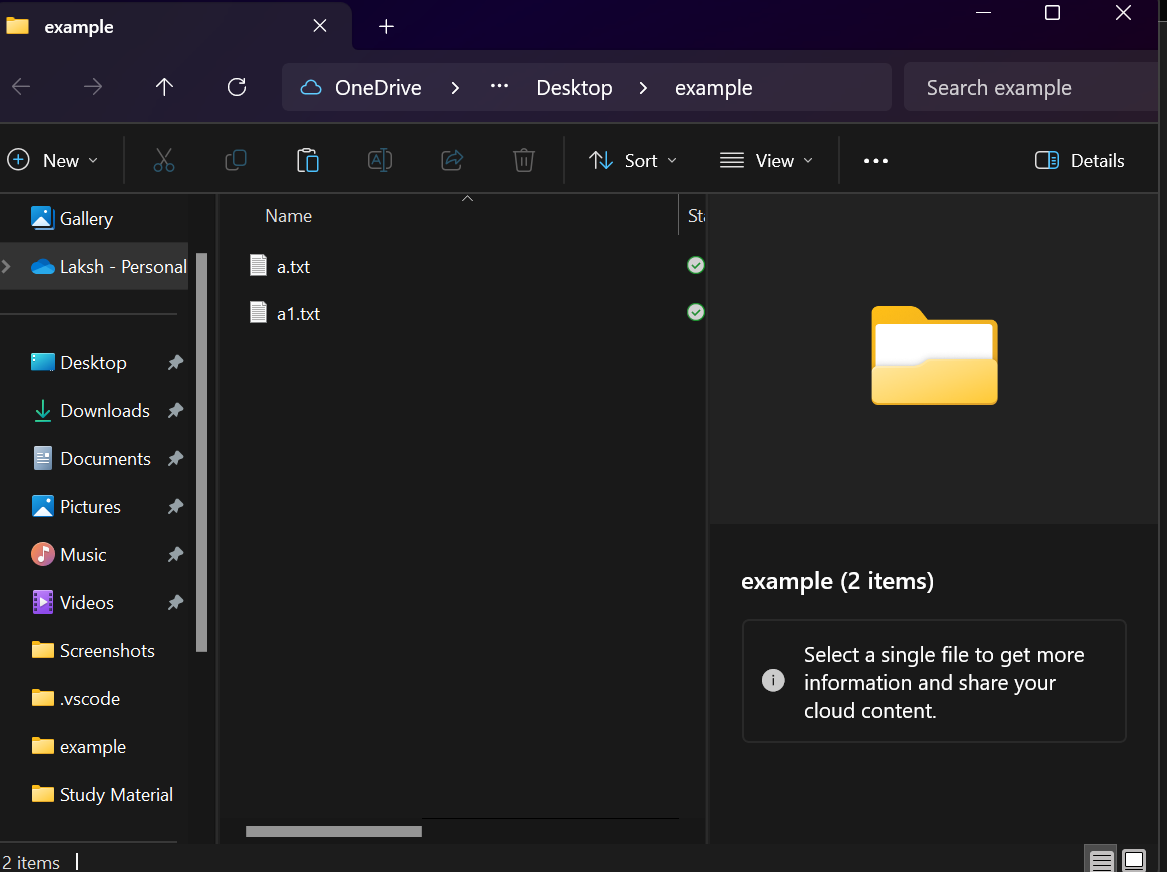 example
OneDrive > ... Desktop > example
Search example
New
Sort
View
Details
Gallery
Laksh - Personal
Desktop
Downloads
Documents
Pictures
Music
Videos
Screenshots
.vscode
example
Study Material
Name
a.txt
a1.txt
example (2 items)
Select a single file to get more
information and share your
cloud content.
2 items